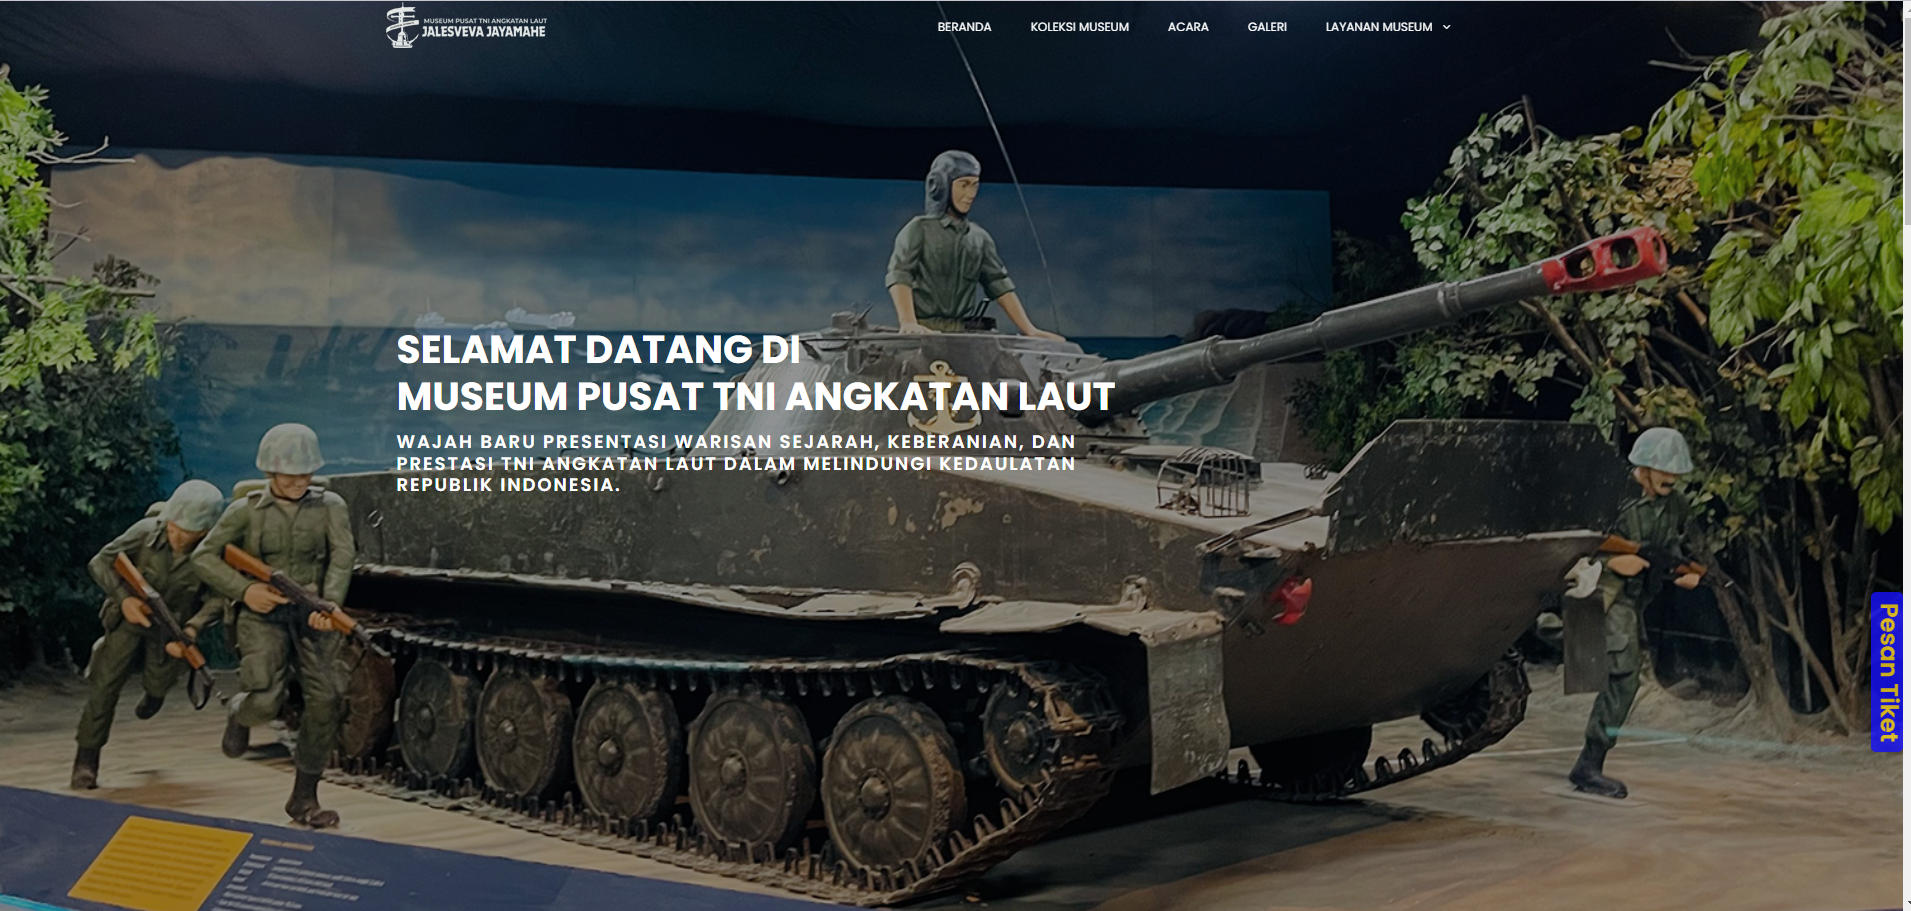 MUSEUM PUSAT TNI ANGKATAN LAUT
JALESVEVA JAYAMAHE
BERANDA
KOLEKSI MUSEUM
ACARA
GALERI
LAYANAN MUSEUM
SELAMAT DATANG DI
MUSEUM PUSAT TNI ANGKATAN LAUT
WAJAH BARU PRESENTASI WARISAN SEJARAH, KEBERANIAN, DAN
PRESTASI TNI ANGKATAN LAUT DALAM MELINDUNGI KEDAULATAN
REPUBLIK INDONESIA.
Pesan Tiket